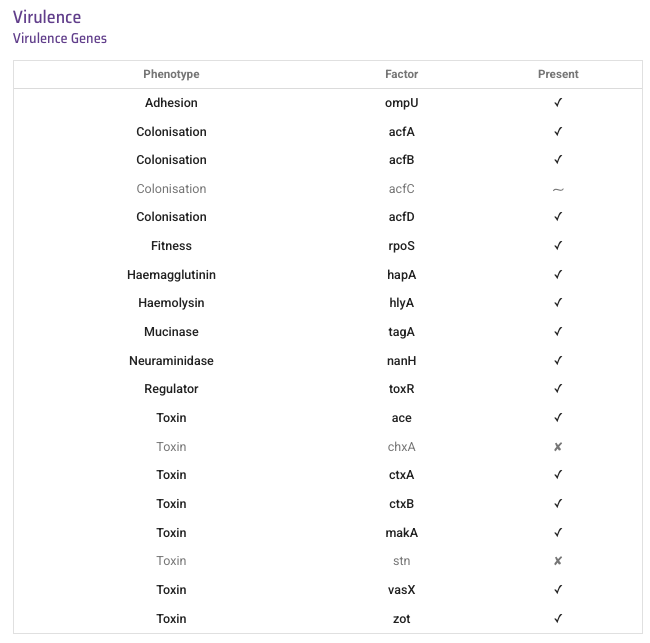 Virulence
Virulence Genes
Phenotype Factor Present
Adhesion ompU ✓
Colonisation acfA ✓
Colonisation acfB ✓
Colonisation acfC ~
Colonisation acfD ✓
Fitness rpoS ✓
Haemagglutinin hapA ✓
Haemolysin hlyA ✓
Mucinase tagA ✓
Neuraminidase nanH ✓
Regulator toxR ✓
Toxin ace ✓
Toxin chxA ✘
Toxin ctxA ✓
Toxin ctxB ✓
Toxin makA ✓
Toxin stn ✘
Toxin vasX ✓
Toxin zot ✓